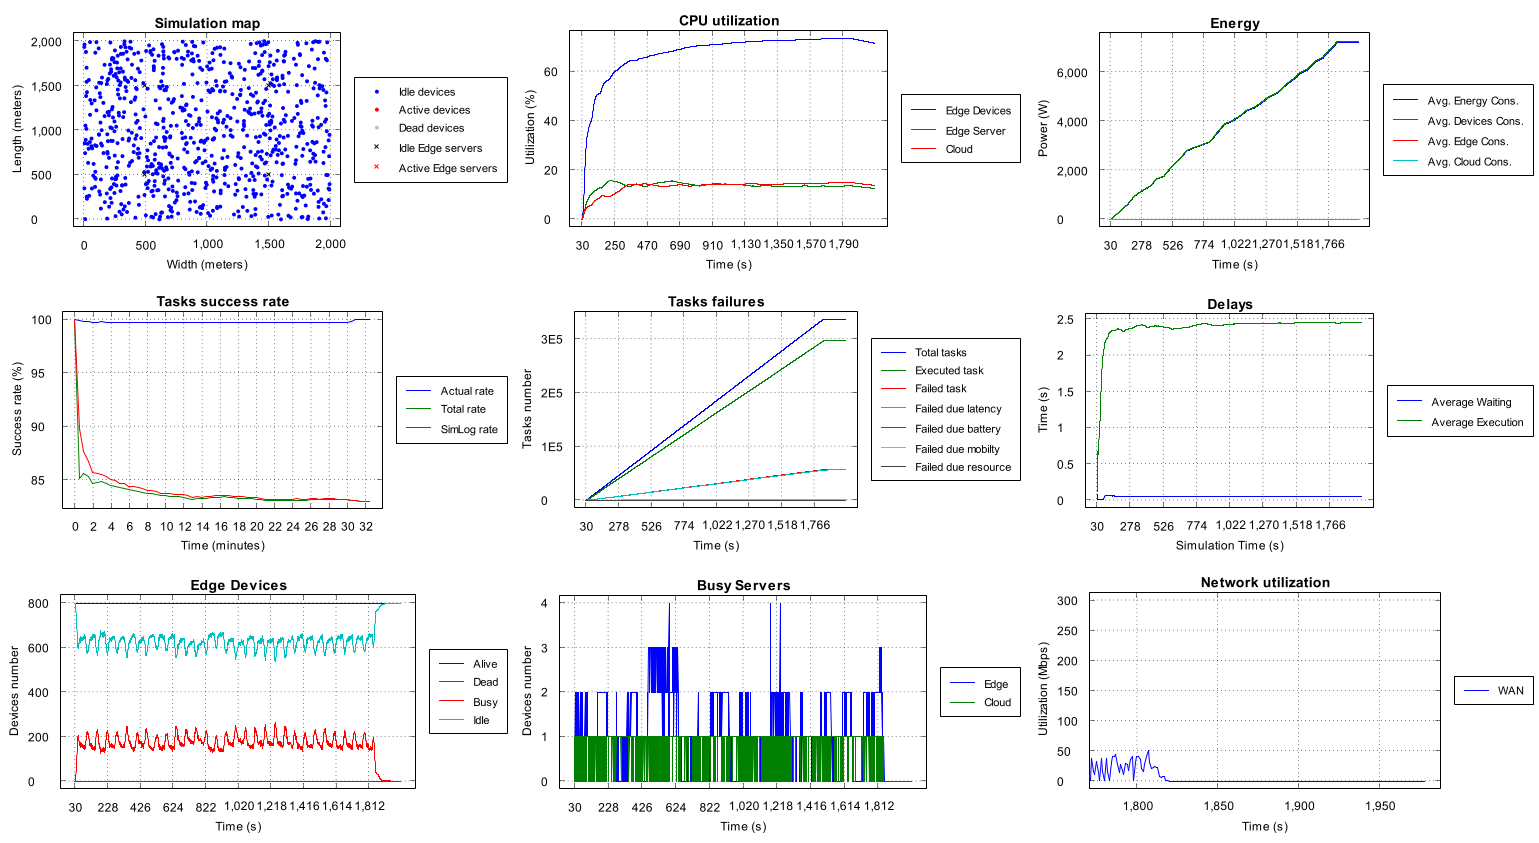 Simulation map
2,000
1,500
1,000
500
0
Length (meters)
0 500 1,000 1,500 2,000
Width (meters)
Idle devices
Active devices
Dead devices
Idle Edge servers
Active Edge servers
CPU utilization
60
40
20
0
Utilization (%)
30 250 470 690 910 1,130 1,350 1,570 1,790
Time (s)
Edge Devices
Edge Server
Cloud
Energy
6,000
4,000
2,000
0
Power (W)
30 278 526 774 1,022 1,270 1,518 1,766
Time (s)
Avg. Energy Cons.
Avg. Devices Cons.
Avg. Edge Cons.
Avg. Cloud Cons.
Tasks success rate
100
95
90
85
Success rate (%)
0 2 4 6 8 10 12 14 16 18 20 22 24 26 28 30 32
Time (minutes)
Actual rate
Total rate
SimLog rate
Tasks failures
3E5
2E5
1E5
0
Tasks number
30 278 526 774 1,022 1,270 1,518 1,766
Time (s)
Total tasks
Executed task
Failed task
Failed due latency
Failed due battery
Failed due mobilty
Failed due resource
Delays
2.5
2
1.5
1
0.5
0
Time (s)
30 278 526 774 1,022 1,270 1,518 1,766
Simulation Time (s)
Average Waiting
Average Execution
Edge Devices
800
600
400
200
0
Devices number
30 228 426 624 822 1,020 1,218 1,416 1,614 1,812
Time (s)
Alive
Dead
Busy
Idle
Busy Servers
4
3
2
1
0
Devices number
30 228 426 624 822 1,020 1,218 1,416 1,614 1,812
Time (s)
Edge
Cloud
Network utilization
300
250
200
150
100
50
0
Utilization (Mbps)
1,800 1,850 1,900 1,950
Time (s)
WAN